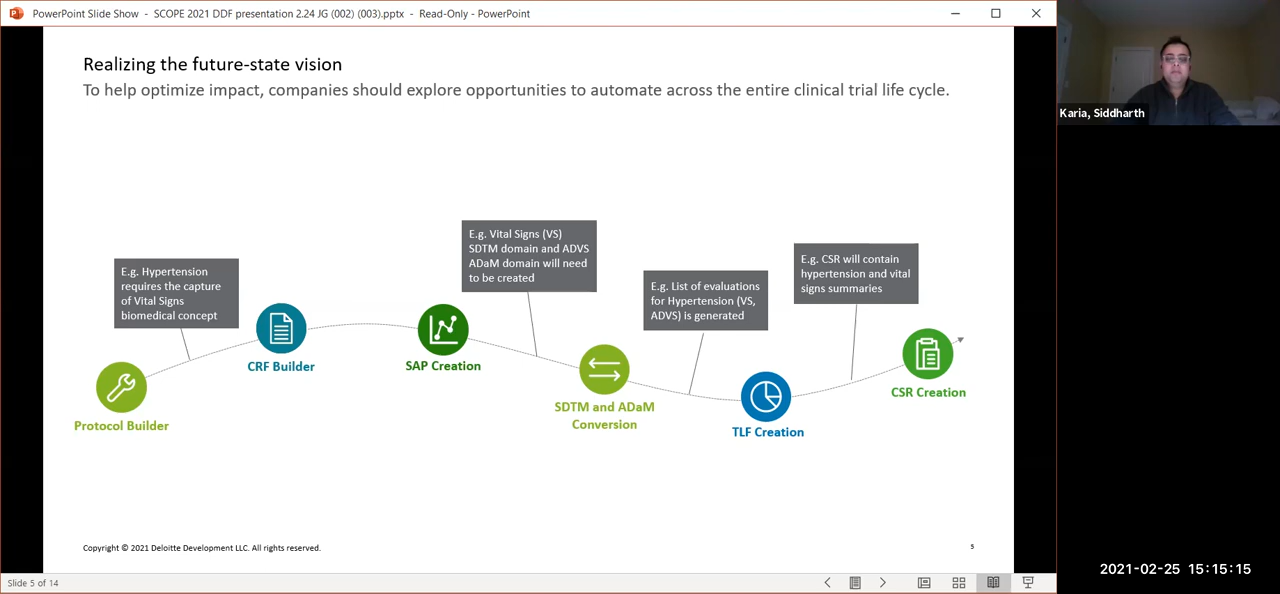 PowerPoint Slide Show - SCOPE 2021 DDF presentation 2.24 JG (002) (003).pptx - Read-Only - PowerPoint
Realizing the future-state vision
To help optimize impact, companies should explore opportunities to automate across the entire clinical trial life cycle.
Karia, Siddharth
E.g. Hypertension
requires the capture
of Vital Signs
biomedical concept
E.g. Vital Signs (VS)
SDTM domain and ADVS
ADaM domain will need
to be created
E.g. List of evaluations
for Hypertension (VS,
ADVS) is generated
E.g. CSR will contain
hypertension and vital
signs summaries
Protocol Builder
CRF Builder
SAP Creation
SDTM and ADaM
Conversion
TLF Creation
CSR Creation
Copyright © 2021 Deloitte Development LLC. All rights reserved.
5
Slide 5 of 14
2021-02-25 15:15:15